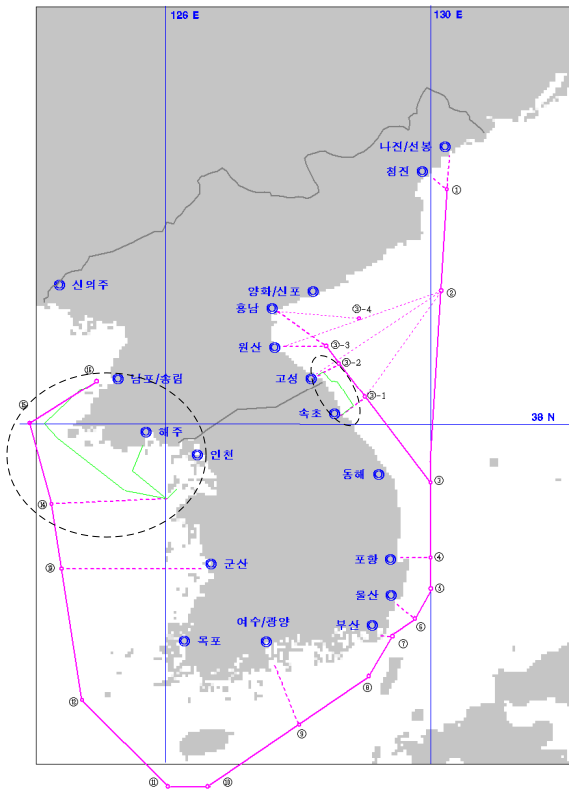 126 E
130 E
나진/선봉
청진
①
신의주
양화/신포
②
흥남
③-4
원산
③-3
③-2
남포/송림
고성
③-1
속초
38 N
해주
인천
동해
③
⑭
포항
④
군산
⑤
울산
여수/광양
부산
⑥
⑦
목포
⑧
⑫
⑨
⑪
⑩